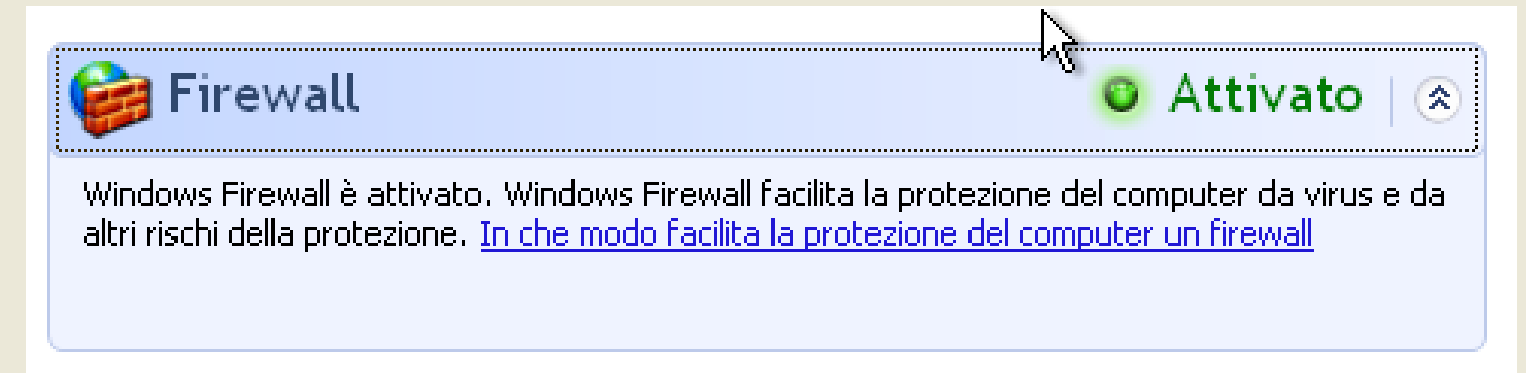 Firewall
Attivato
Windows Firewall è attivato. Windows Firewall facilita la protezione del computer da virus e da
altri rischi della protezione. In che modo facilita la protezione del computer un firewall